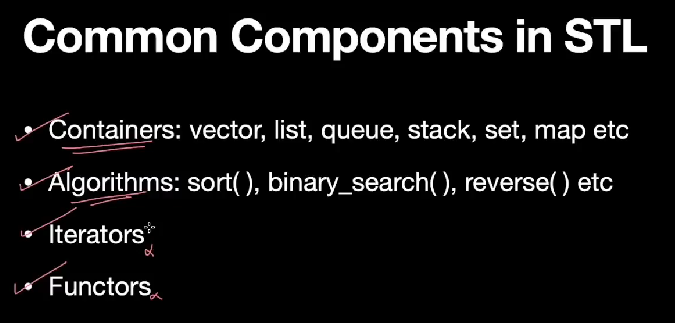 Common Components in STL
• Containers: vector, list, queue, stack, set, map etc
• Algorithms: sort( ), binary_search( ), reverse( ) etc
• Iterators
• Functors